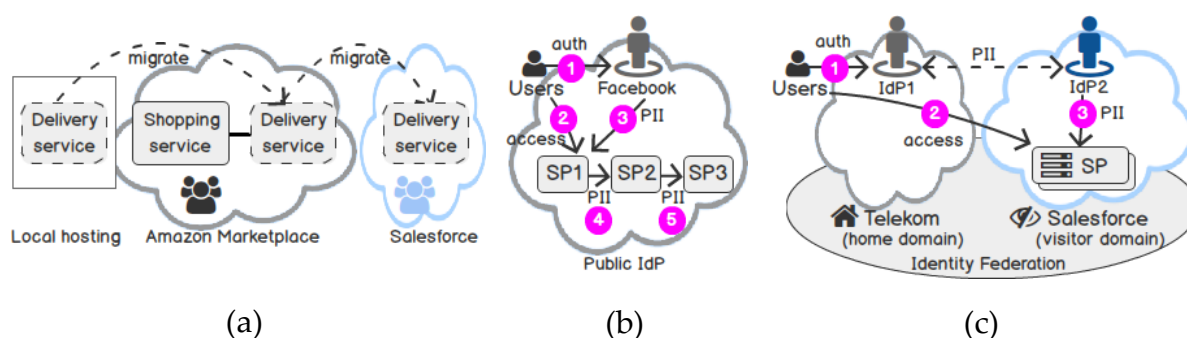 migrate
migrate
Delivery
service
Shopping
service
Delivery
service
Delivery
service
Local hosting
Amazon Marketplace
Salesforce
(a)
auth
1
Users
Facebook
2
3
PII
access
SP1
SP2
SP3
PII
PII
4
5
Public IdP
(b)
auth
1
Users
IdP1
PII
IdP2
2
access
3
PII
SP
Telekom
(home domain)
Salesforce
(visitor domain)
Identity Federation
(c)